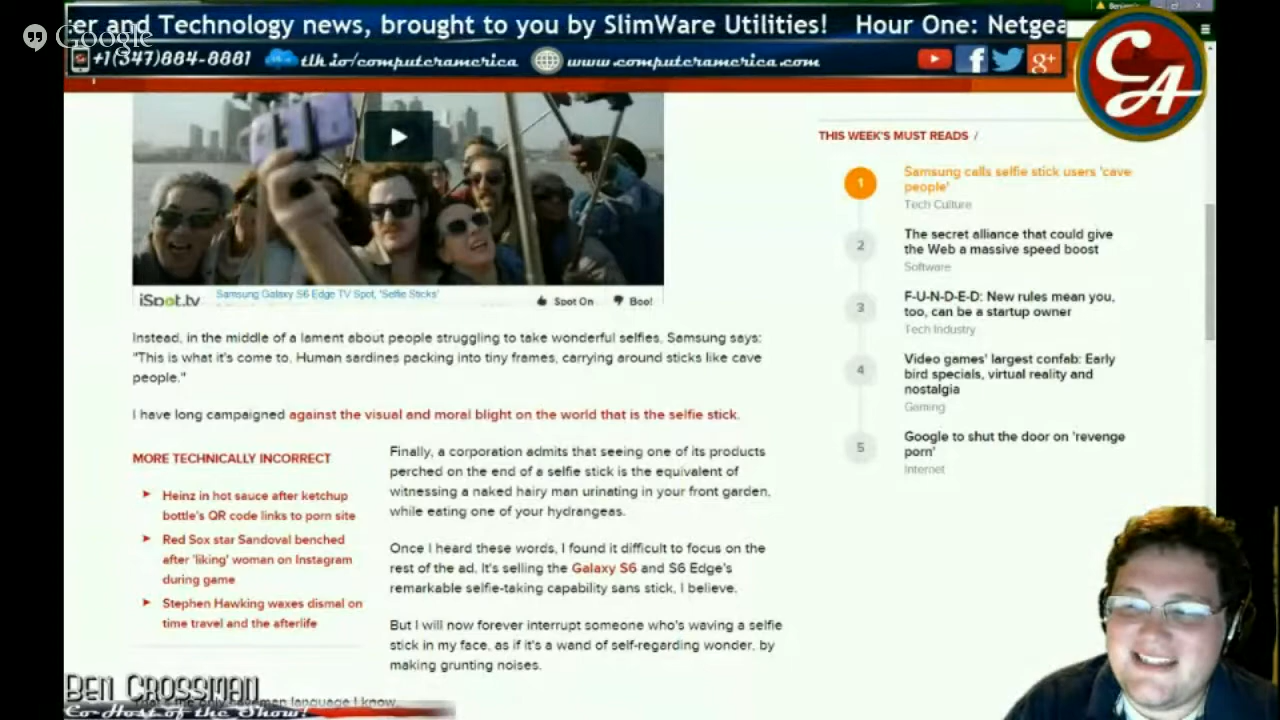 ter and Technology news, brought to you by SlimWare Utilities! Hour One: Netgea
Google
+1(347)884-8881 tlk.io/computeramerica www.computeramerica.com
CA
THIS WEEK'S MUST READS /
1 Samsung calls selfie stick users 'cave
people'
Tech Culture
2 The secret alliance that could give
the Web a massive speed boost
Software
3 F-U-N-D-E-D: New rules mean you,
too, can be a startup owner
Tech Industry
4 Video games' largest confab: Early
bird specials, virtual reality and
nostalgia
Gaming
5 Google to shut the door on 'revenge
porn'
Internet
iSpot.tv Samsung Galaxy S6 Edge TV Spot, 'Selfie Sticks' Spot On Boo!
Instead, in the middle of a lament about people struggling to take wonderful selfies, Samsung says:
"This is what it's come to. Human sardines packing into tiny frames, carrying around sticks like cave
people."
I have long campaigned against the visual and moral blight on the world that is the selfie stick.
MORE TECHNICALLY INCORRECT
Heinz in hot sauce after ketchup
bottle's QR code links to porn site
Red Sox star Sandoval benched
after 'liking' woman on Instagram
during game
Stephen Hawking waxes dismal on
time travel and the afterlife
Finally, a corporation admits that seeing one of its products
perched on the end of a selfie stick is the equivalent of
witnessing a naked hairy man urinating in your front garden,
while eating one of your hydrangeas.
Once I heard these words, I found it difficult to focus on the
rest of the ad. It's selling the Galaxy S6 and S6 Edge's
remarkable selfie-taking capability sans stick, I believe.
But I will now forever interrupt someone who's waving a selfie
stick in my face, as if it's a wand of self-regarding wonder, by
making grunting noises.
language I know.
BEN CROSSMAN
Co-Host of the Show!